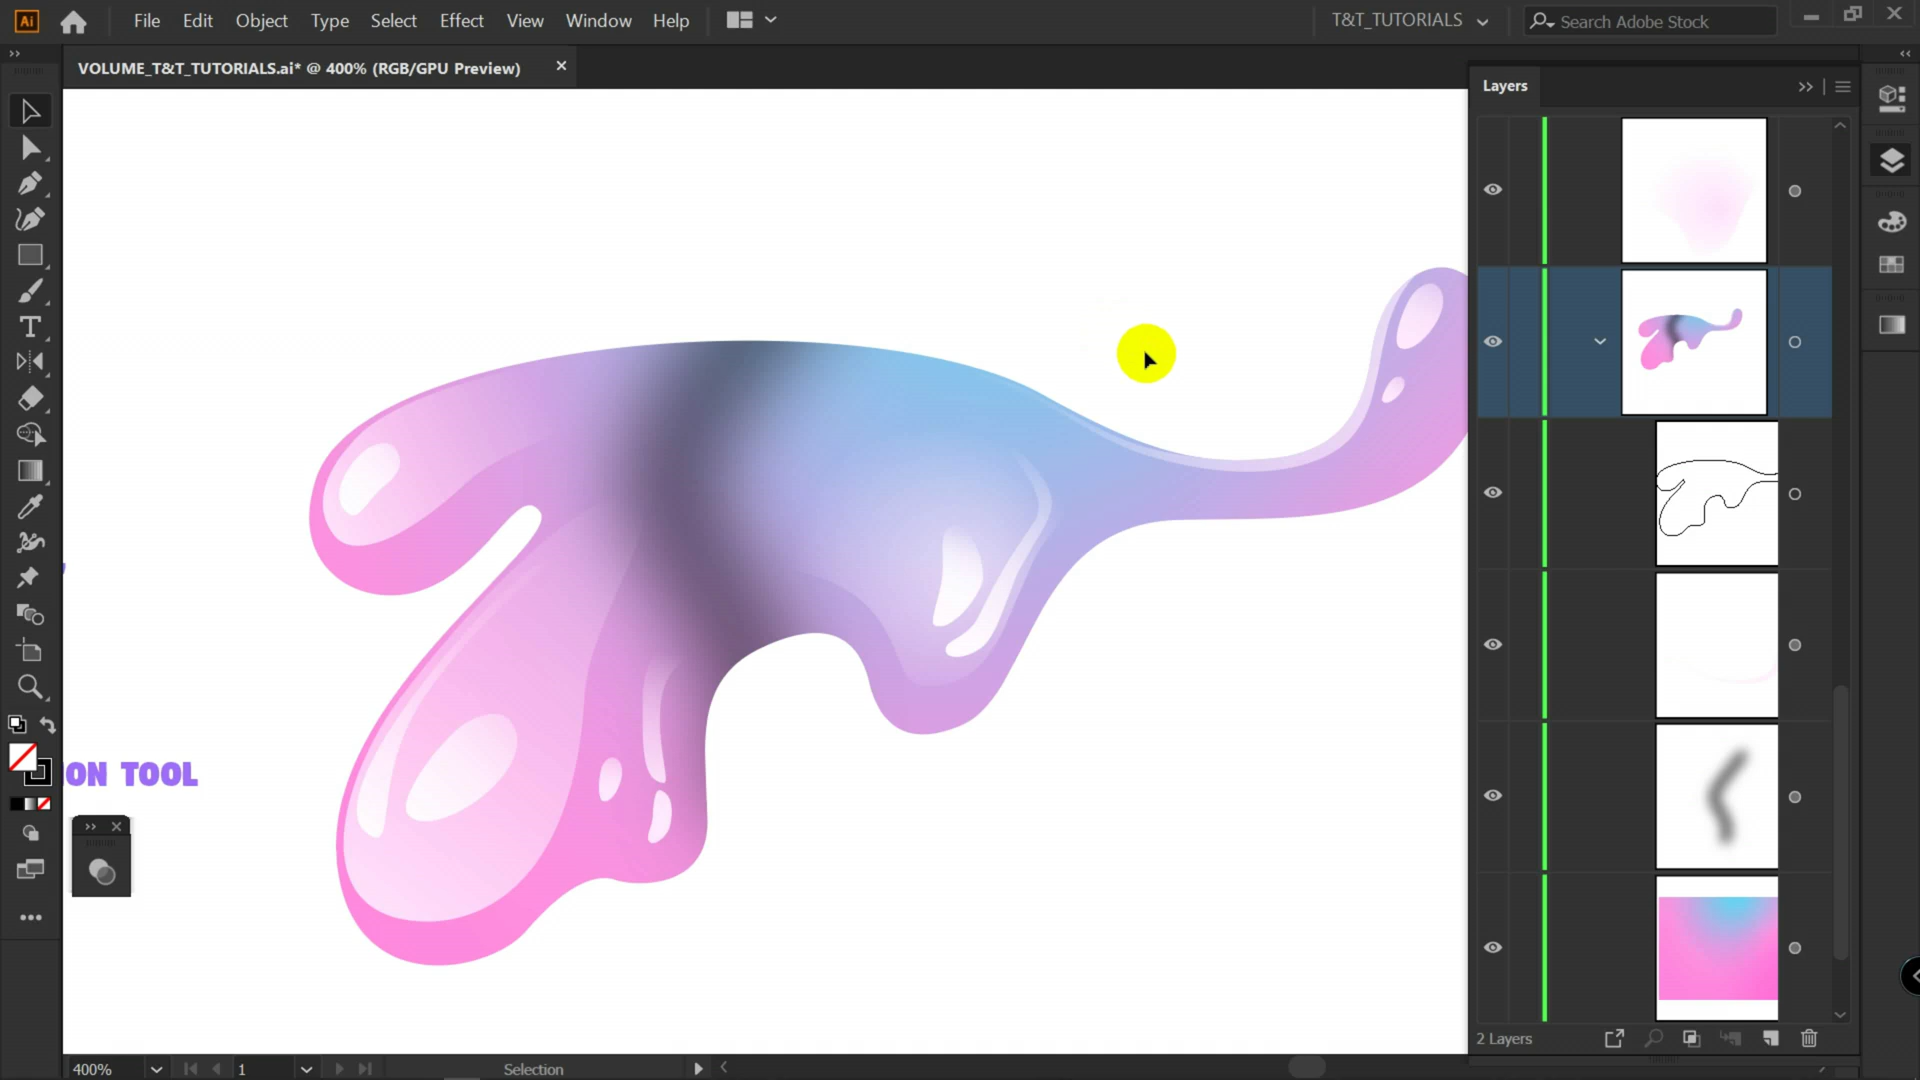 Ai File Edit Object Type Select Effect View Window Help T&T_TUTORIALS Search Adobe Stock
VOLUME_T&T_TUTORIALS.ai* @ 400% (RGB/GPU Preview)
Layers
ON TOOL
2 Layers
400% 1 Selection